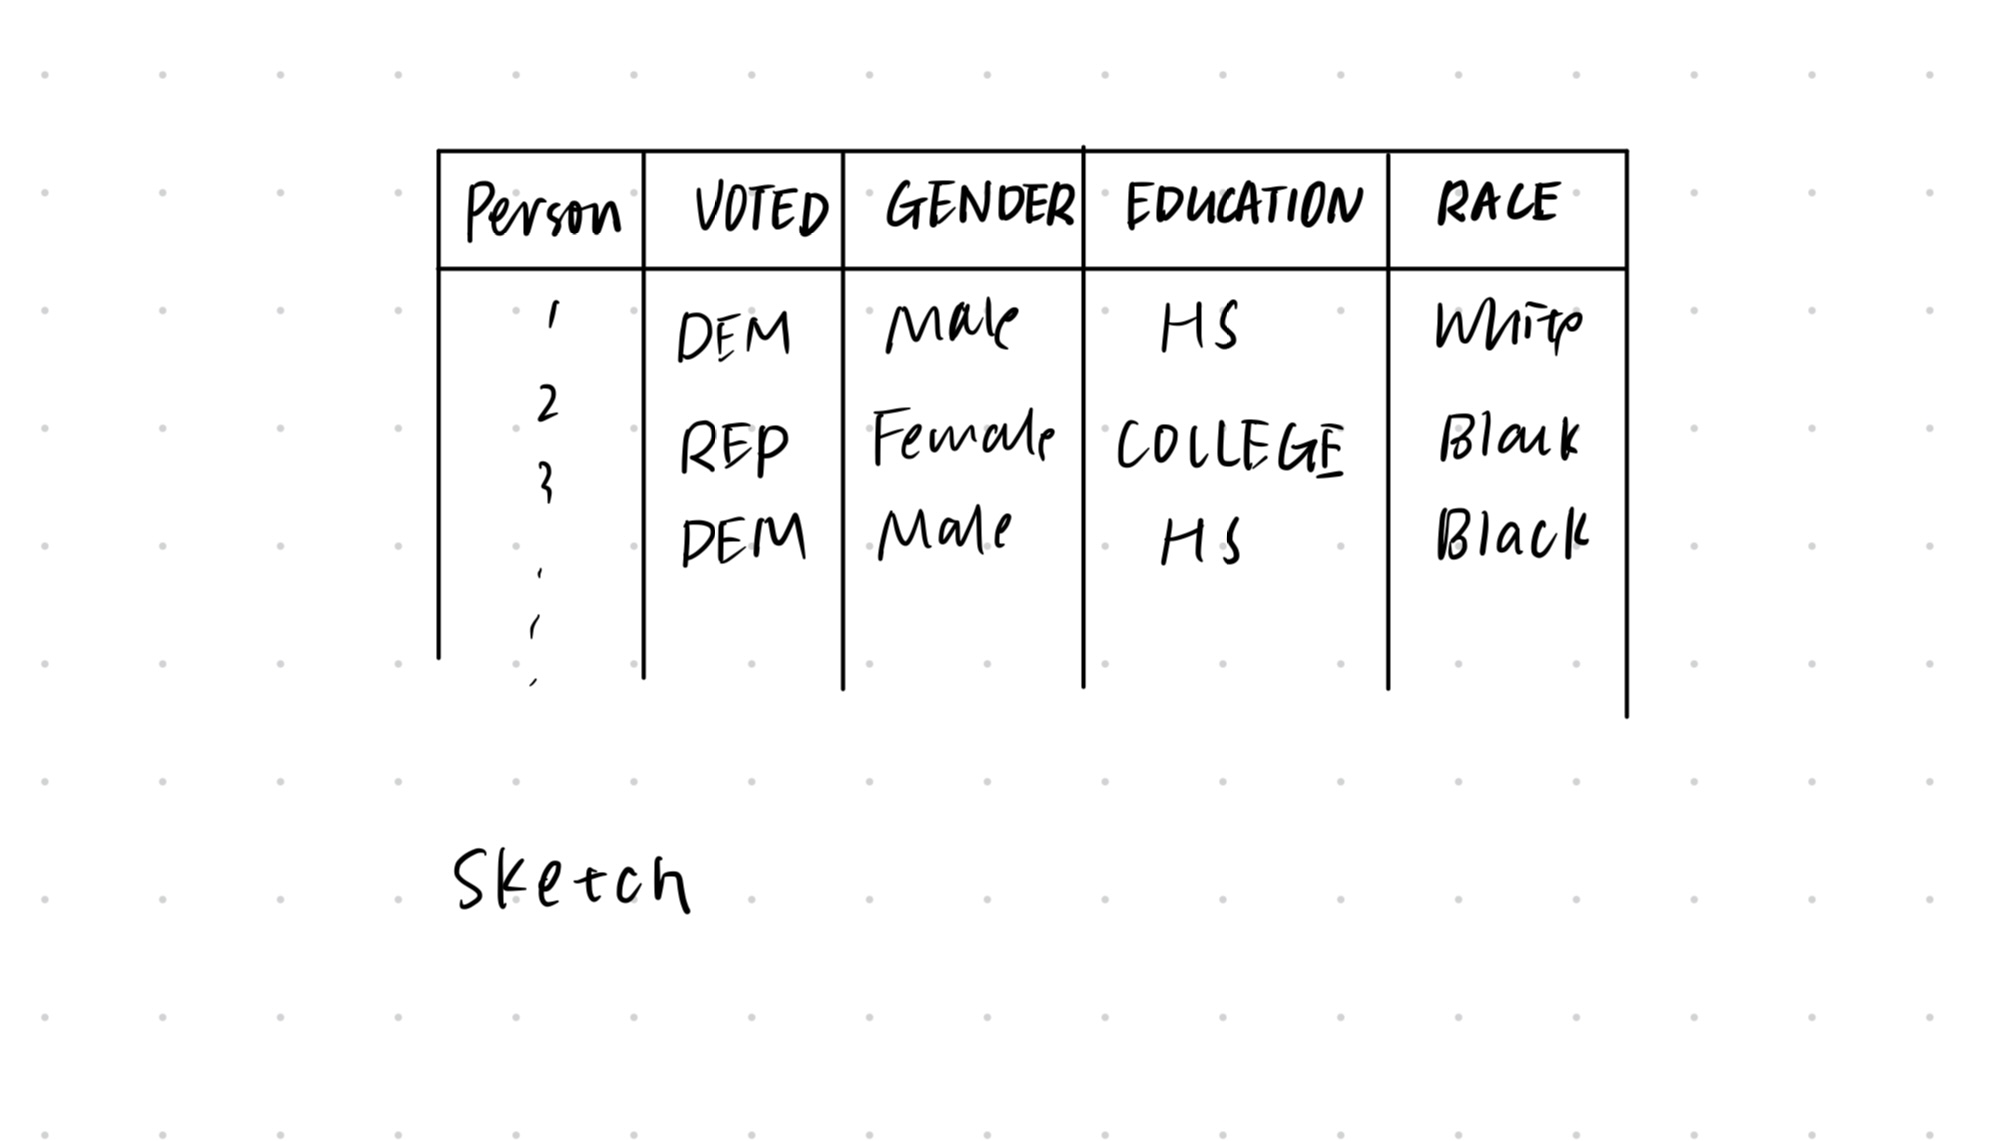 Person VOTED GENDER EDUCATION RACE
1 DEM Male HS White
2 REP Female COLLEGE Black
3 DEM Male HS Black
Sketch